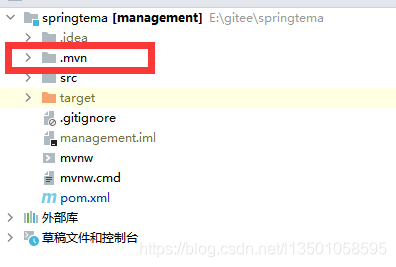 springtema [management] E:\gitee\springtema
.idea
.mvn
src
target
.gitignore
management.iml
mvnw
mvnw.cmd
pom.xml
外部库
草稿文件和控制台
https://blog.csdn.net/l13501058595